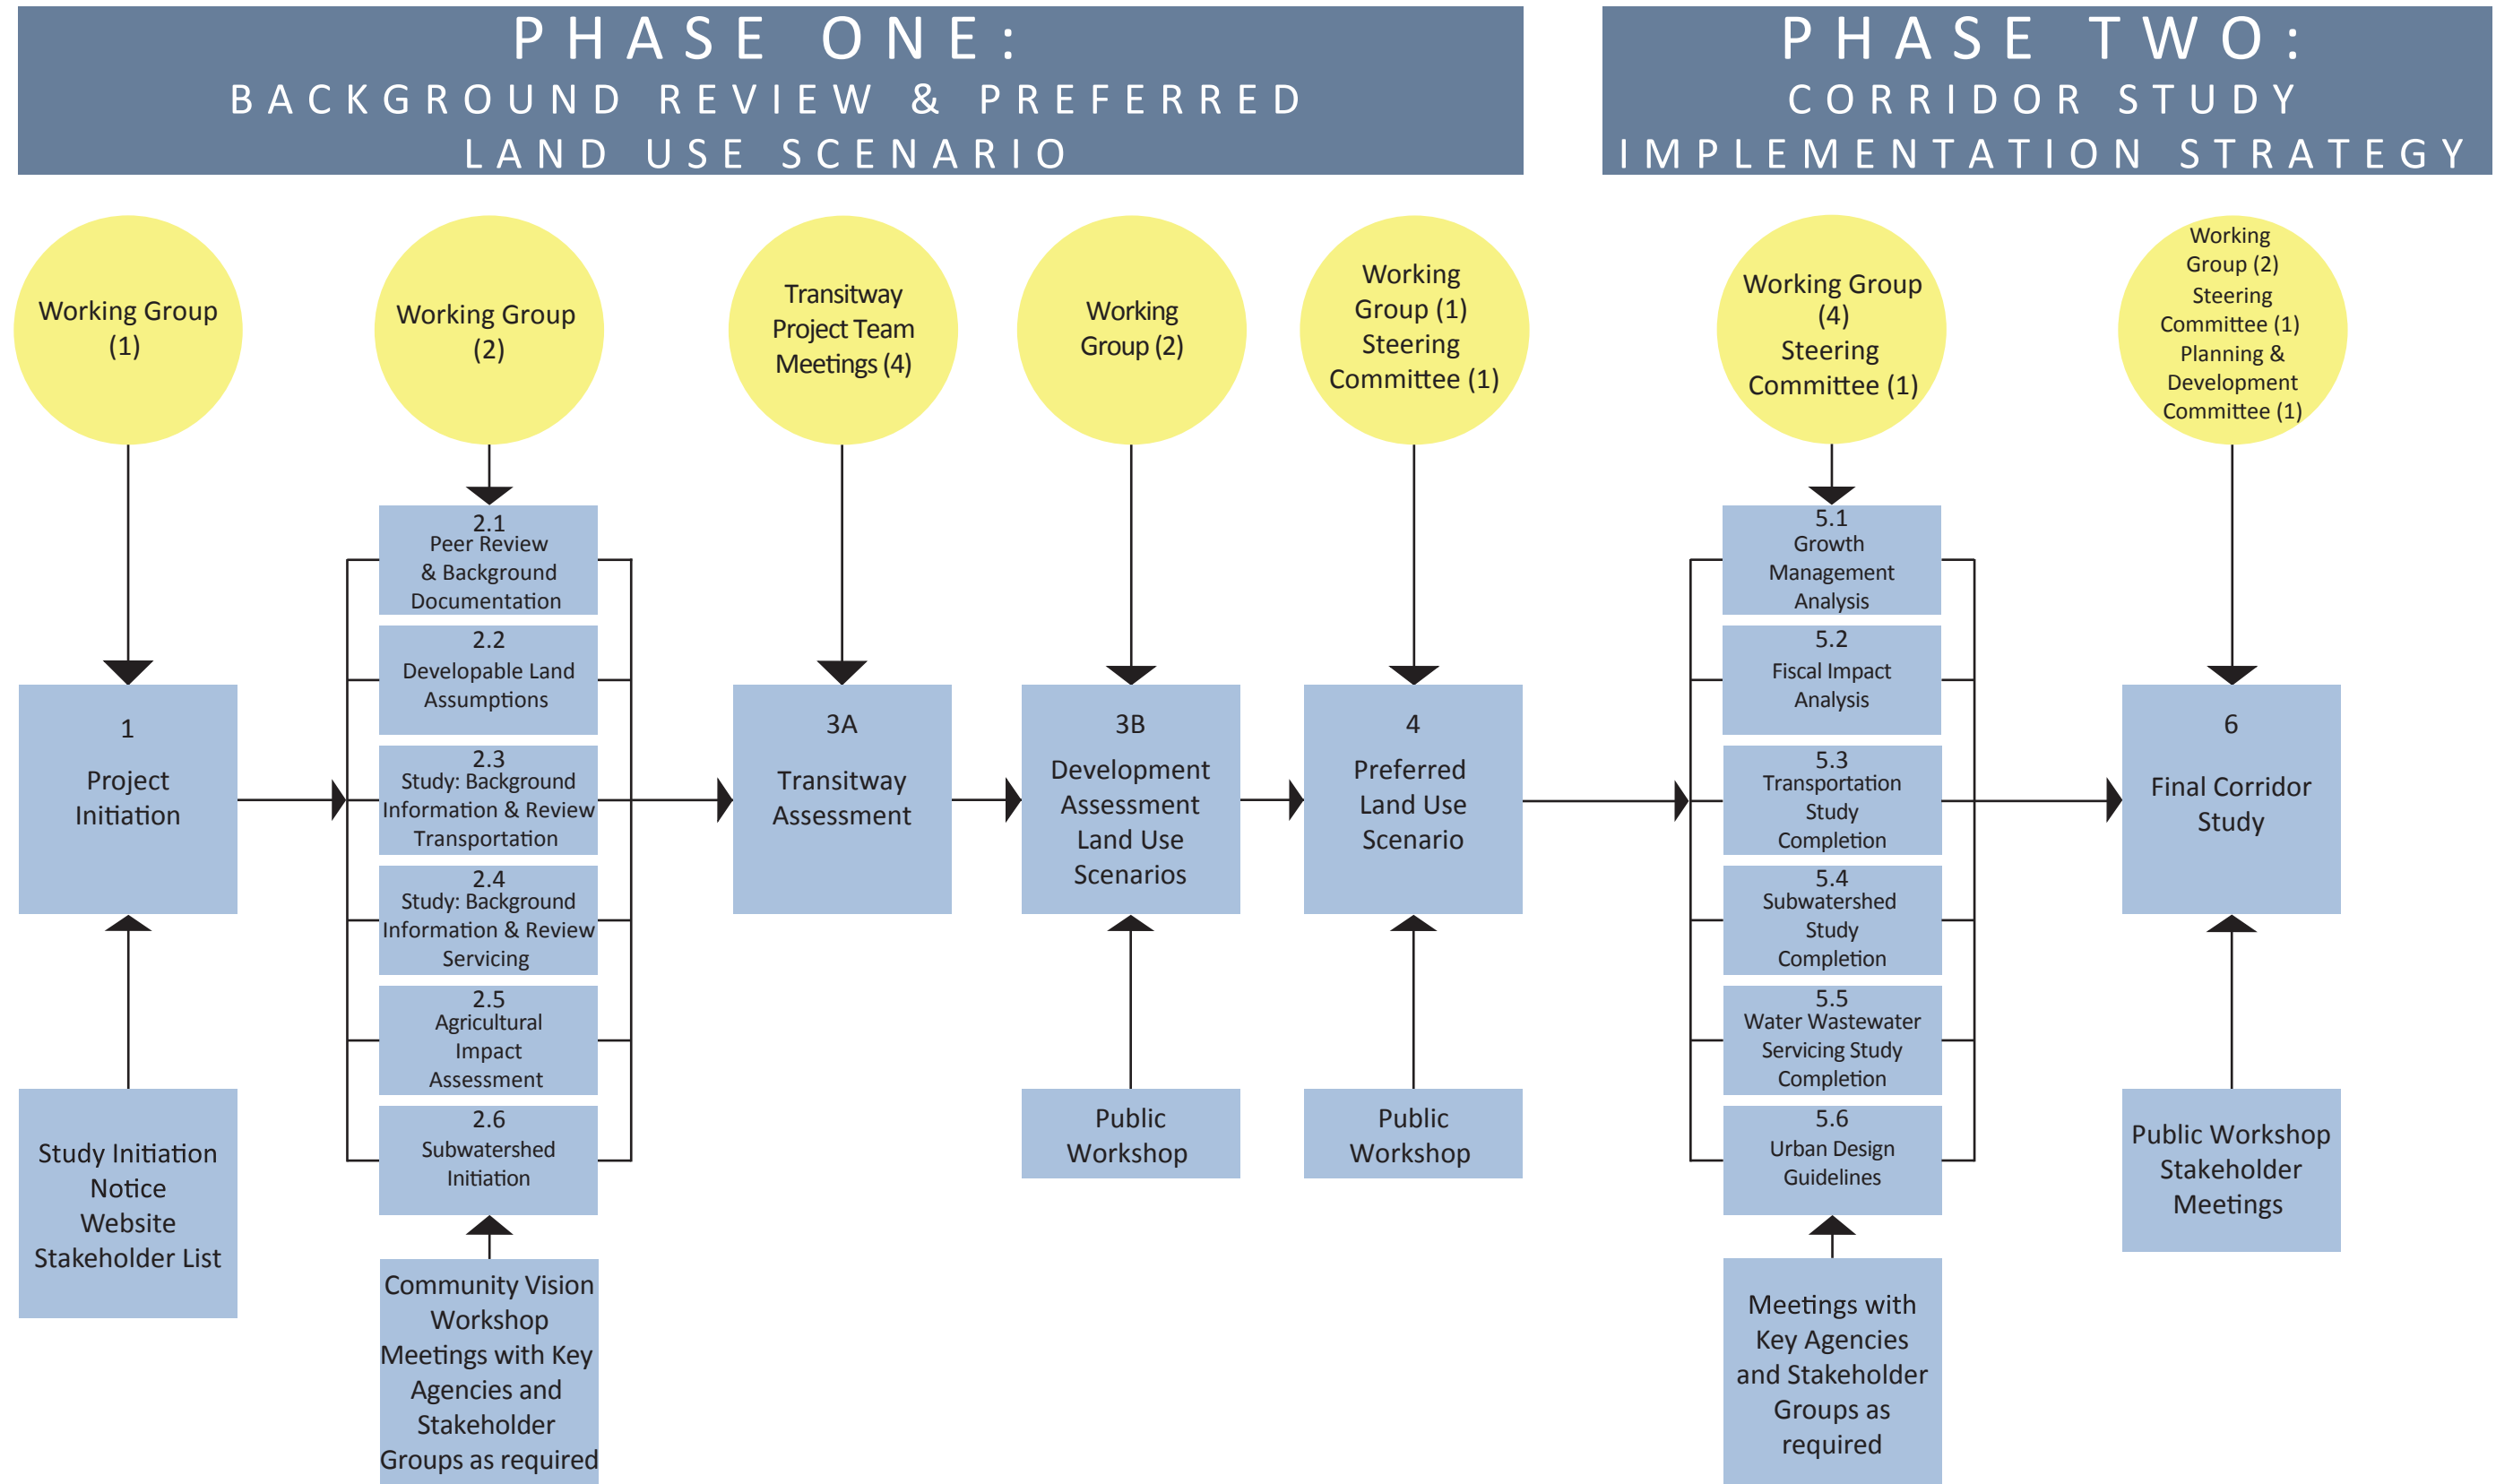 PHASE ONE:
BACKGROUND REVIEW & PREFERRED
LAND USE SCENARIO
PHASE TWO:
CORRIDOR STUDY
IMPLEMENTATION STRATEGY
Working Group
(1)
Working Group
(2)
Transitway
Project Team
Meetings (4)
Working
Group (2)
Working
Group (1)
Steering
Committee (1)
Working Group
(4)
Steering
Committee (1)
Working
Group (2)
Steering
Committee (1)
Planning &
Development
Committee (1)
1
Project
Initiation
2.1
Peer Review
& Background
Documentation
2.2
Developable Land
Assumptions
2.3
Study: Background
Information & Review
Transportation
2.4
Study: Background
Information & Review
Servicing
2.5
Agricultural
Impact
Assessment
2.6
Subwatershed
Initiation
3A
Transitway
Assessment
3B
Development
Assessment
Land Use
Scenarios
4
Preferred
Land Use
Scenario
5.1
Growth
Management
Analysis
5.2
Fiscal Impact
Analysis
5.3
Transportation
Study
Completion
5.4
Subwatershed
Study
Completion
5.5
Water Wastewater
Servicing Study
Completion
5.6
Urban Design
Guidelines
6
Final Corridor
Study
Study Initiation
Notice
Website
Stakeholder List
Community Vision
Workshop
Meetings with Key
Agencies and
Stakeholder
Groups as required
Public
Workshop
Public
Workshop
Meetings with
Key Agencies
and Stakeholder
Groups as
required
Public Workshop
Stakeholder
Meetings